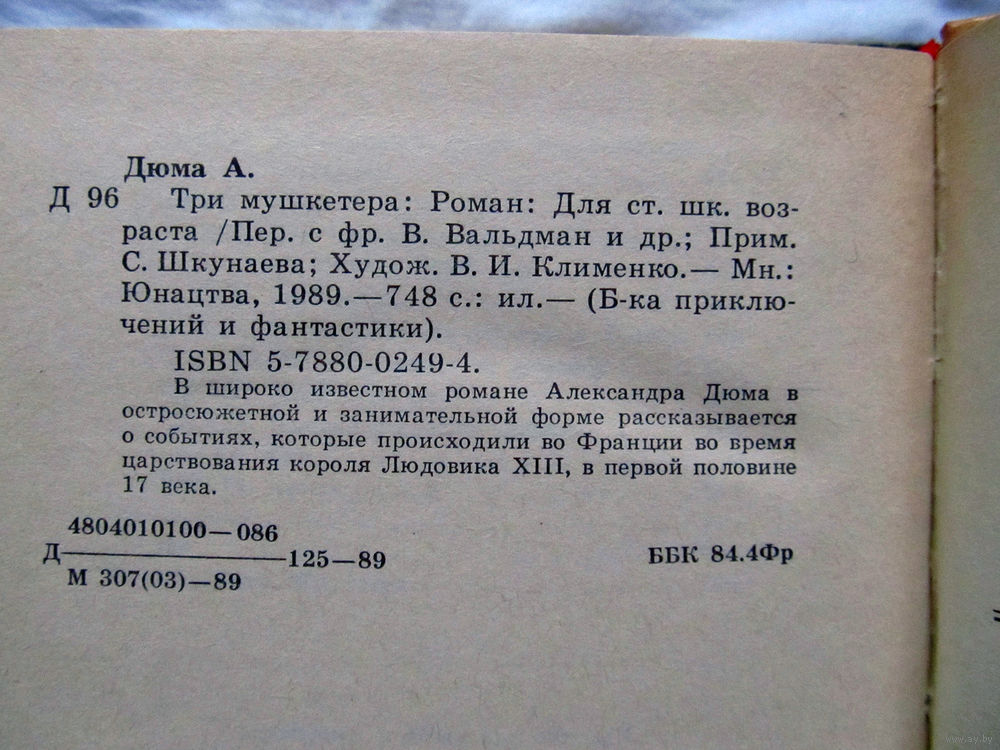 Дюма А.
Д 96 Три мушкетера: Роман: Для ст. шк. воз-
раста /Пер. с фр. В. Вальдман и др.; Прим.
С. Шкунаева; Худож. В. И. Клименко.— Мн.:
Юнацтва, 1989.—748 с.: ил.— (Б-ка приклю-
чений и фантастики).
ISBN 5-7880-0249-4.
В широко известном романе Александра Дюма в
остросюжетной и занимательной форме рассказывается
о событиях, которые происходили во Франции во время
царствования короля Людовика XIII, в первой половине
17 века.
4804010100—086
Д—125—89
М 307(03)—89
ББК 84.4Фр
www.ay.by